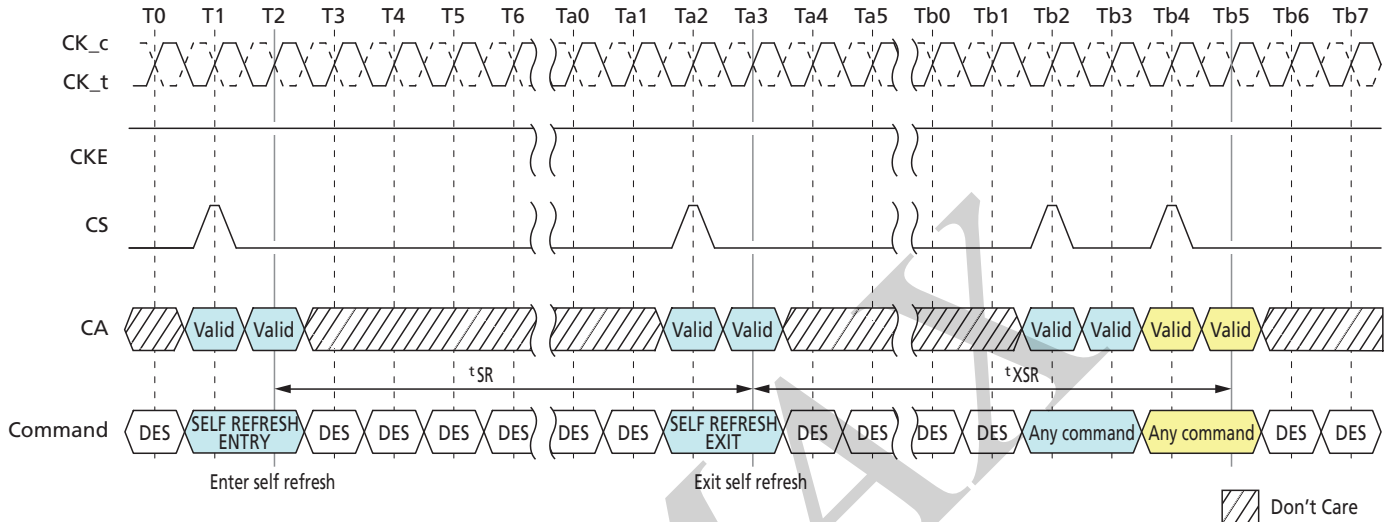 T0 T1 T2 T3 T4 T5 T6 Ta0 Ta1 Ta2 Ta3 Ta4 Ta5 Tb0 Tb1 Tb2 Tb3 Tb4 Tb5 Tb6 Tb7
CK_c
CK_t
CKE
CS
CA Valid Valid Valid Valid Valid Valid Valid Valid
tSR tXSR
Command DES SELF REFRESH ENTRY DES DES DES DES DES DES SELF REFRESH EXIT DES DES DES DES Any command Any command DES DES
Enter self refresh Exit self refresh
Don't Care